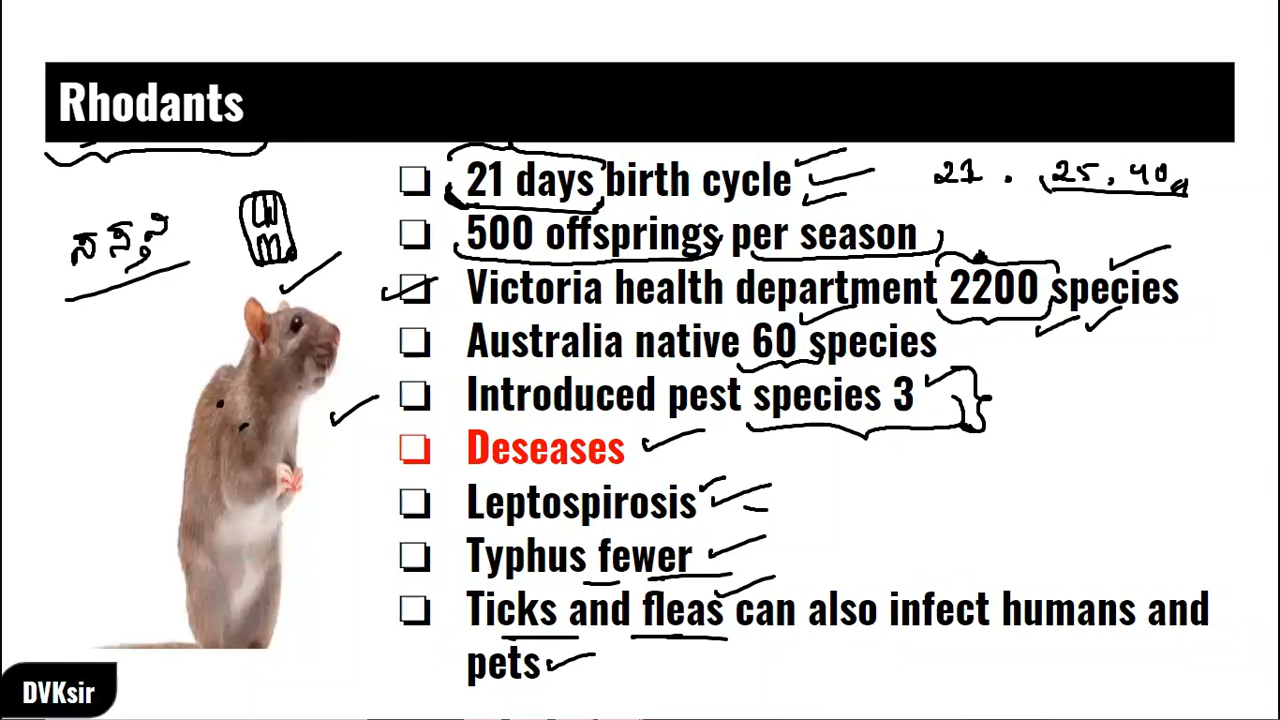 Rhodants
21 days birth cycle
21 . 25, 40
500 offsprings per season
Victoria health department 2200 species
Australia native 60 species
Introduced pest species 3
Deseases
Leptospirosis
Typhus fewer
Ticks and fleas can also infect humans and
pets
DVKsir